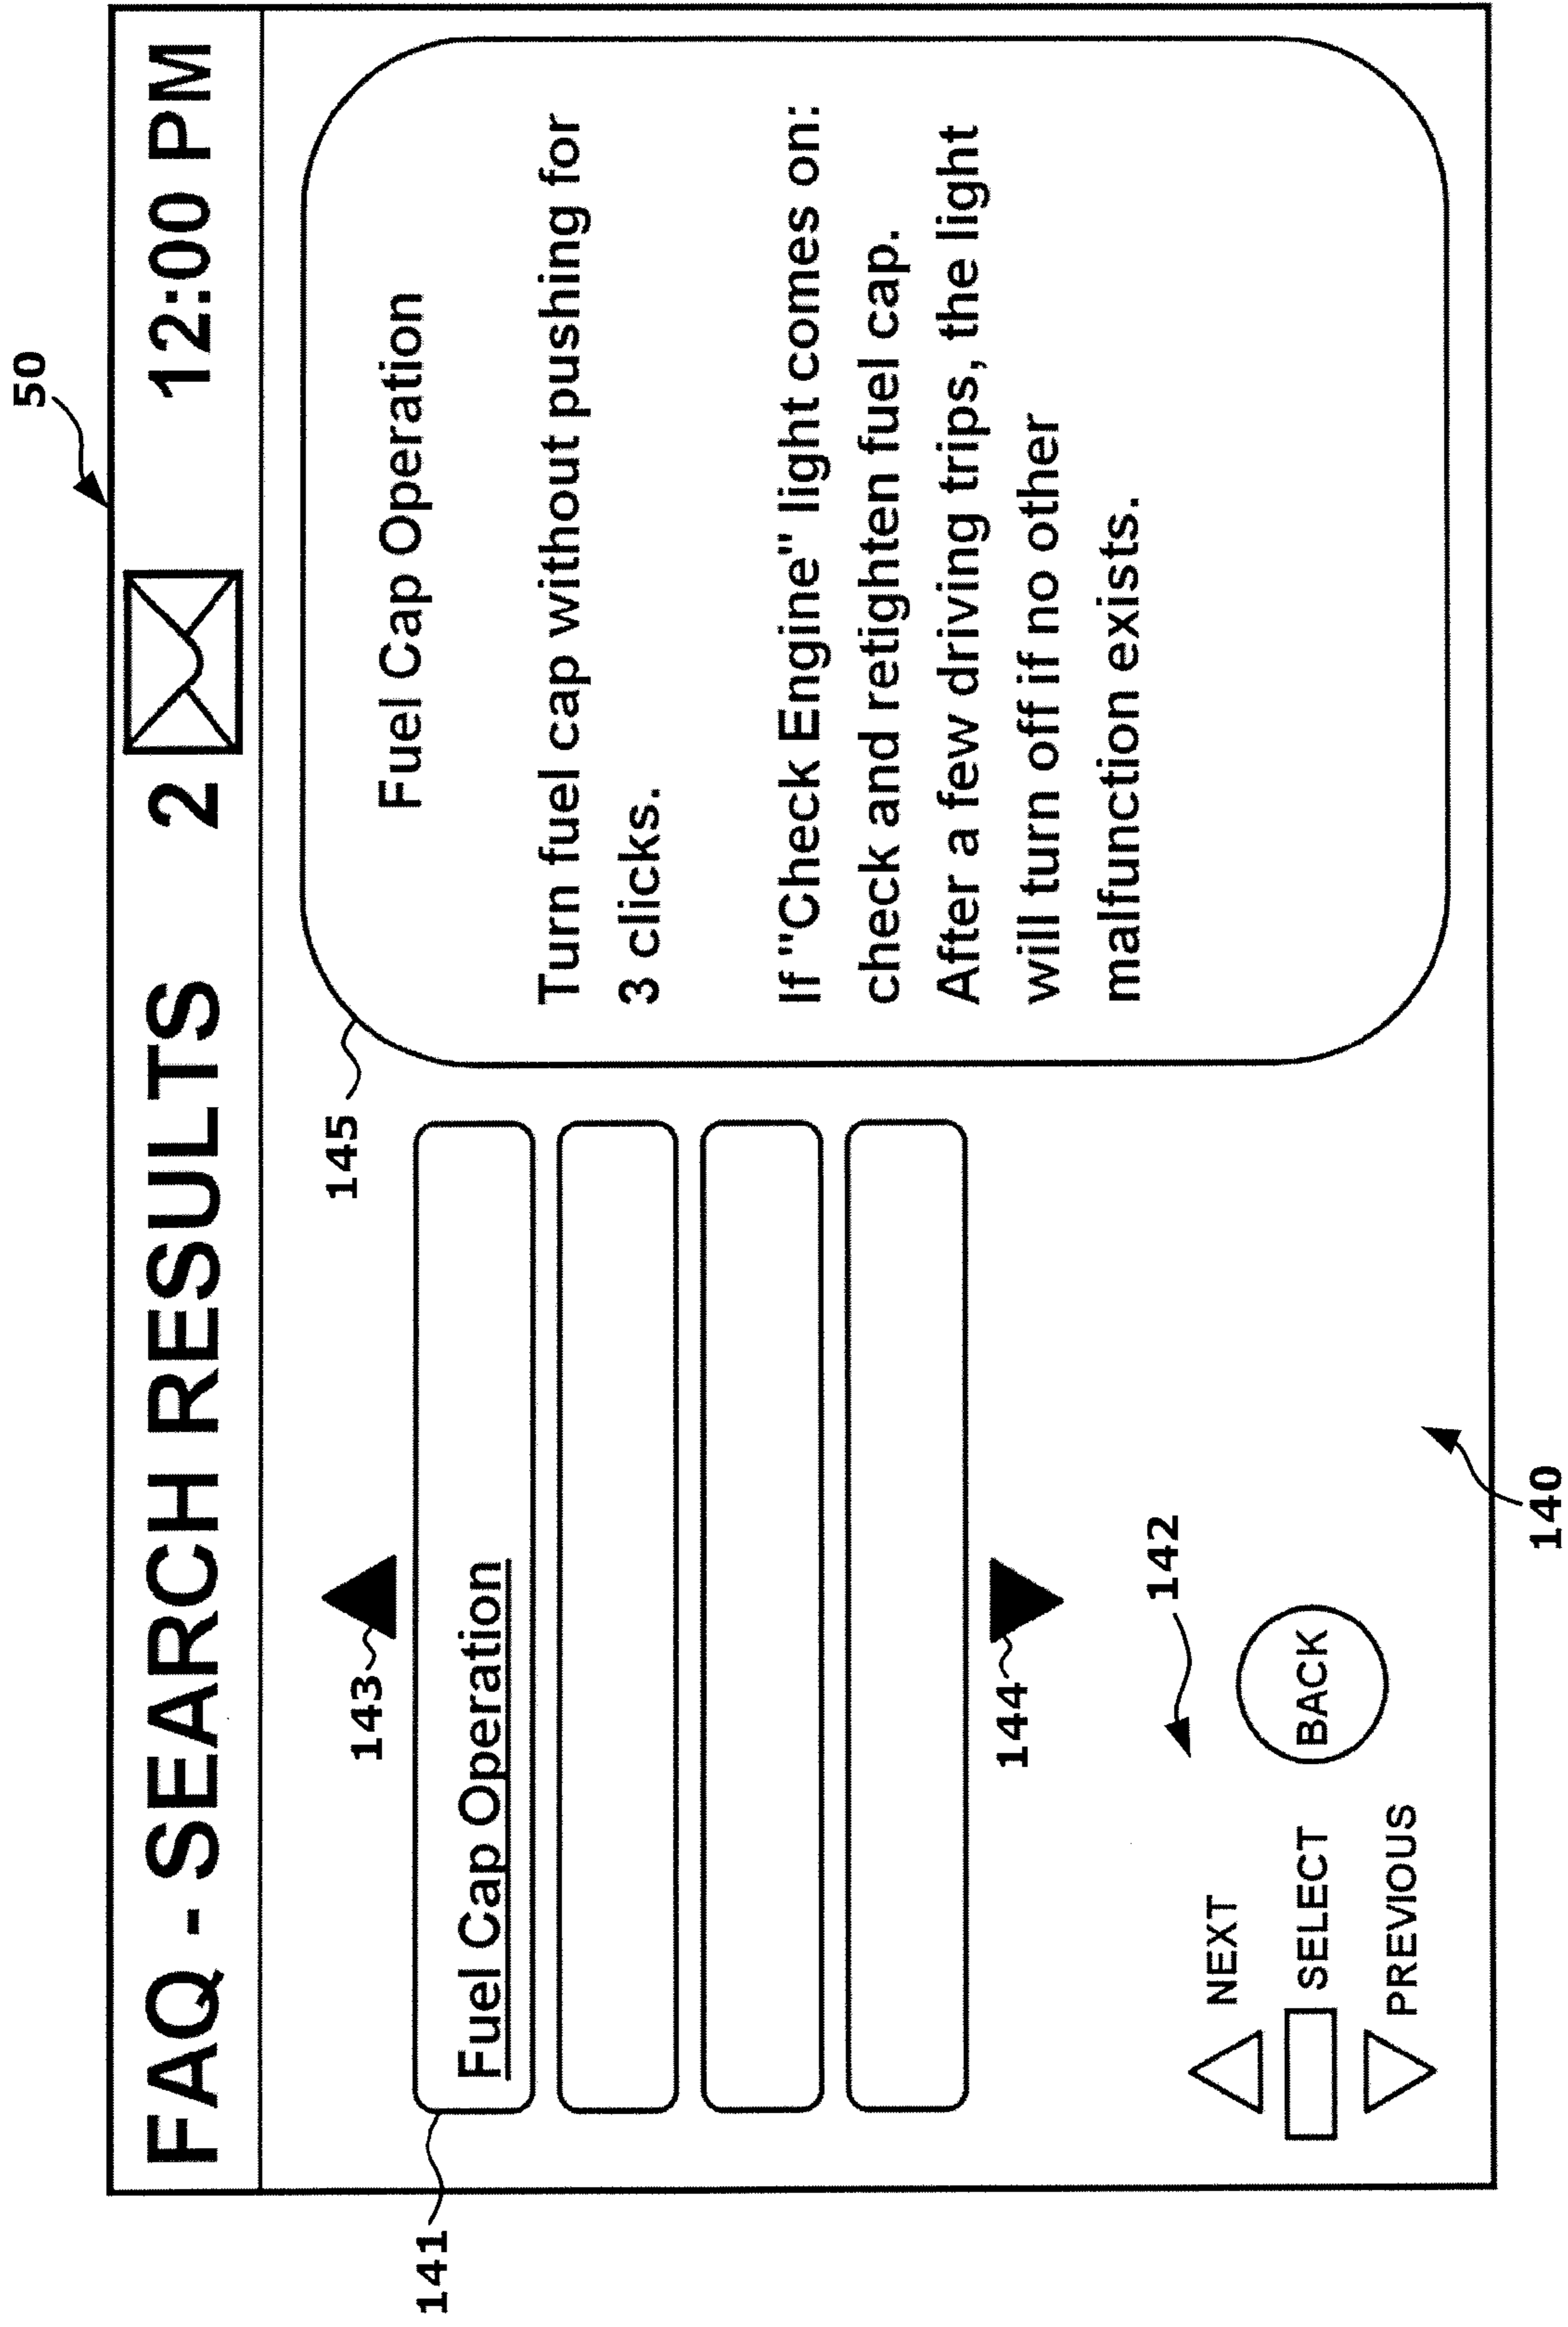 50
FAQ - SEARCH RESULTS 2 12:00 PM
145
143
141
Fuel Cap Operation
144
Fuel Cap Operation
Turn fuel cap without pushing for
3 clicks.
If "Check Engine" light comes on:
check and retighten fuel cap.
After a few driving trips, the light
will turn off if no other
malfunction exists.
142
NEXT
SELECT
BACK
PREVIOUS
140